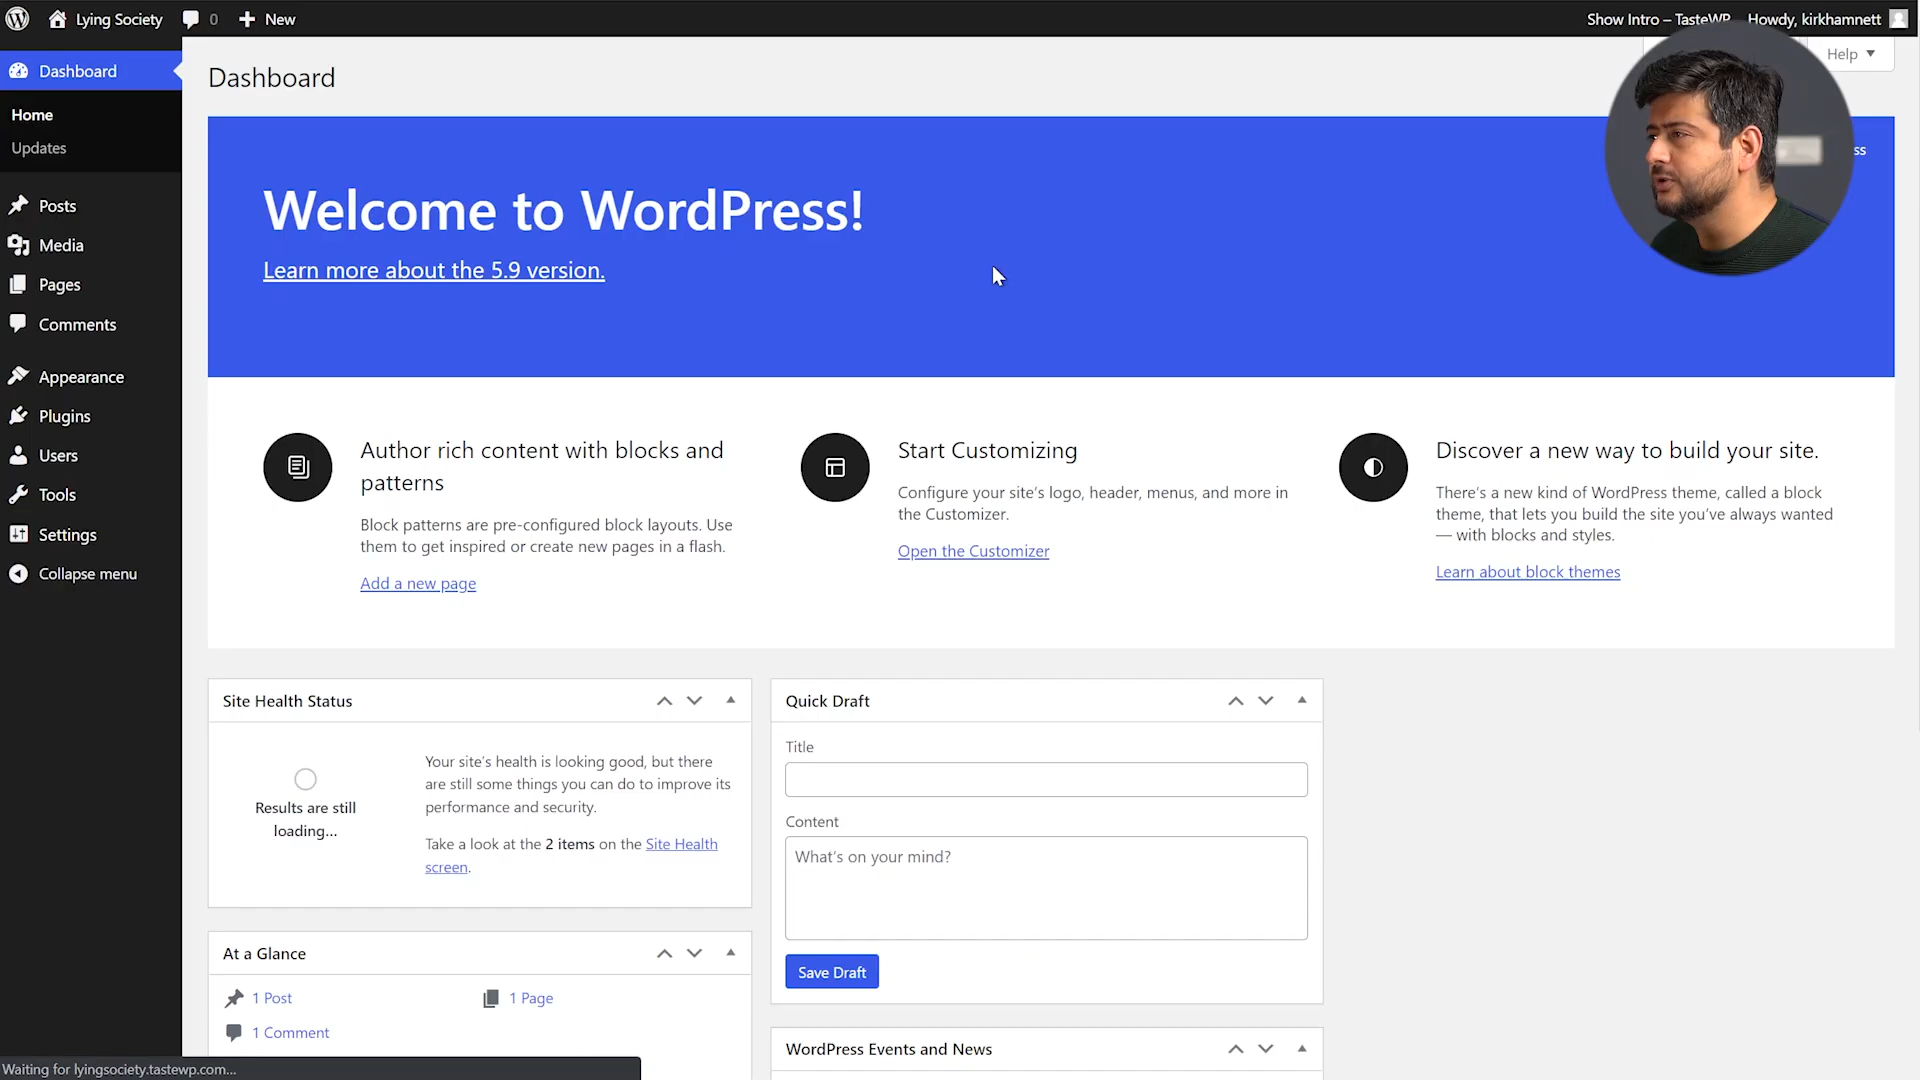 Lying Society
0
New
Show Intro – TasteWP
Howdy, kirkhamnett
Help
Dashboard
Home
Updates
Posts
Media
Pages
Comments
Appearance
Plugins
Users
Tools
Settings
Collapse menu
Dashboard
Welcome to WordPress!
Learn more about the 5.9 version.
Author rich content with blocks and
patterns
Block patterns are pre-configured block layouts. Use
them to get inspired or create new pages in a flash.
Add a new page
Start Customizing
Configure your site's logo, header, menus, and more in
the Customizer.
Open the Customizer
Discover a new way to build your site.
There's a new kind of WordPress theme, called a block
theme, that lets you build the site you've always wanted
— with blocks and styles.
Learn about block themes
Site Health Status
Results are still
loading...
Your site's health is looking good, but there
are still some things you can do to improve its
performance and security.
Take a look at the 2 items on the Site Health
screen.
At a Glance
1 Post
1 Page
1 Comment
Quick Draft
Title
Content
What's on your mind?
Save Draft
WordPress Events and News
Waiting for lyingsociety.tastewp.com...